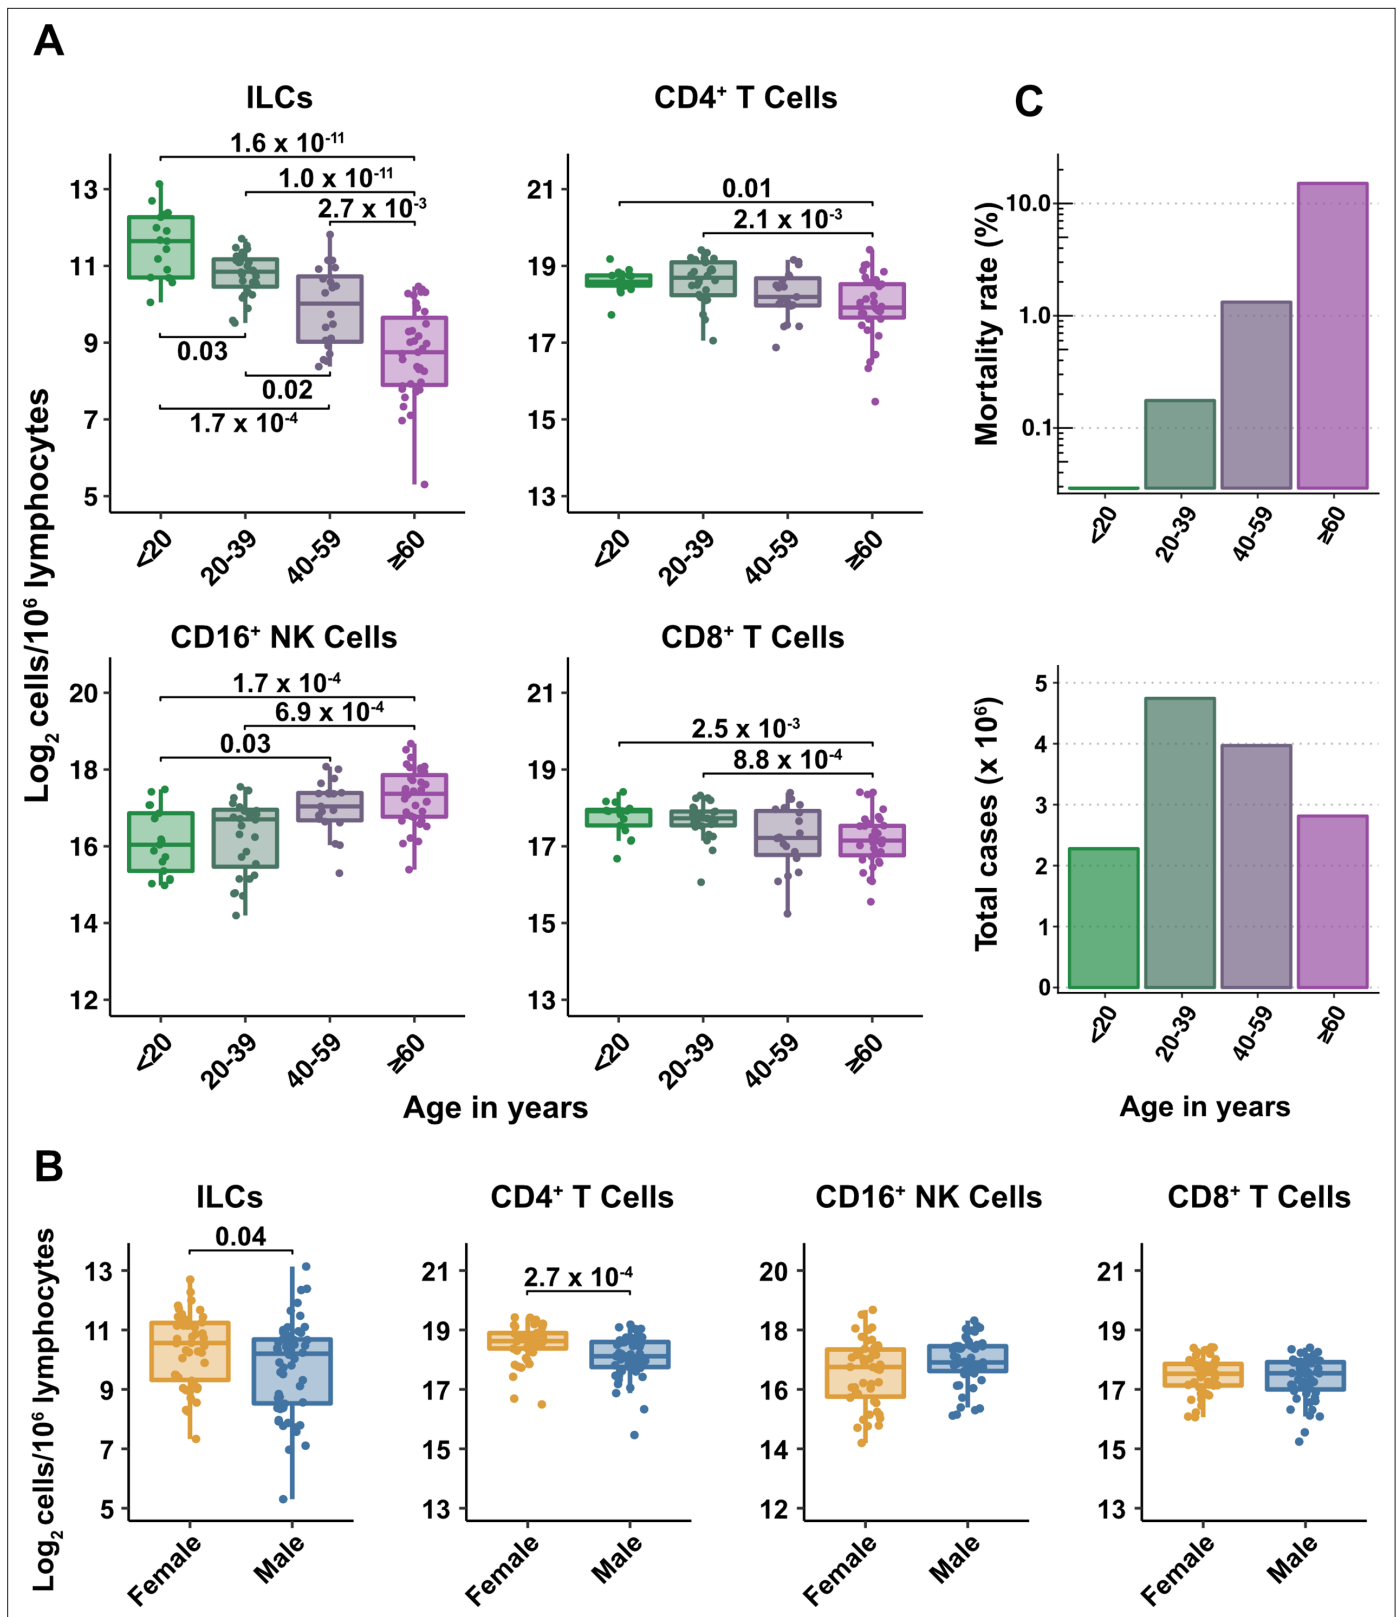 A
ILCs
1.6 x 10⁻¹¹
1.0 x 10⁻¹¹
2.7 x 10⁻³
13
11
9
7
5
0.03
0.02
1.7 x 10⁻⁴
<20
20-39
40-59
≥60
CD4⁺ T Cells
0.01
2.1 x 10⁻³
21
19
17
15
13
<20
20-39
40-59
≥60
Log₂ cells/10⁶ lymphocytes
CD16⁺ NK Cells
1.7 x 10⁻⁴
6.9 x 10⁻⁴
0.03
20
18
16
14
12
<20
20-39
40-59
≥60
CD8⁺ T Cells
2.5 x 10⁻³
8.8 x 10⁻⁴
21
19
17
15
13
<20
20-39
40-59
≥60
Age in years
C
Mortality rate (%)
10.0
1.0
0.1
<20
20-39
40-59
≥60
Total cases (x 10⁶)
5
4
3
2
1
0
<20
20-39
40-59
≥60
Age in years
B
Log₂ cells/10⁶ lymphocytes
ILCs
0.04
13
11
9
7
5
Female
Male
CD4⁺ T Cells
2.7 x 10⁻⁴
21
19
17
15
13
Female
Male
CD16⁺ NK Cells
20
18
16
14
12
Female
Male
CD8⁺ T Cells
21
19
17
15
13
Female
Male